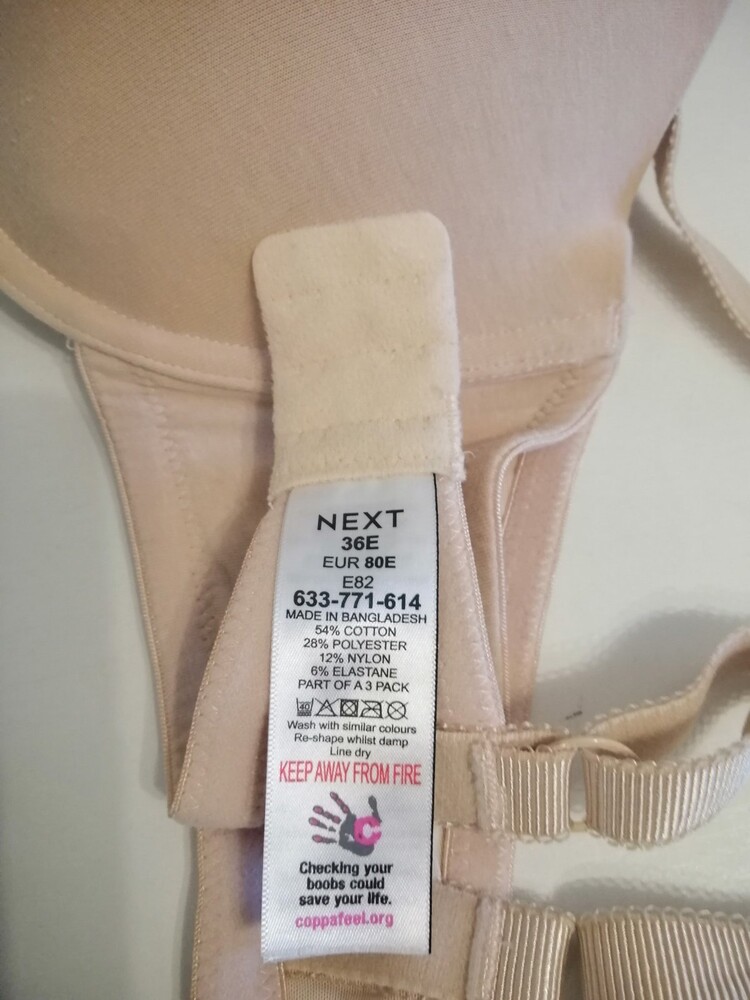 NEXT
36E
EUR 80E
E82
633-771-614
MADE IN BANGLADESH
54% COTTON
28% POLYESTER
12% NYLON
6% ELASTANE
PART OF A 3 PACK
40
Wash with similar colours
Re-shape whilst damp
Line dry
KEEP AWAY FROM FIRE
C
Checking your
boobs could
save your life.
coppafeel.org